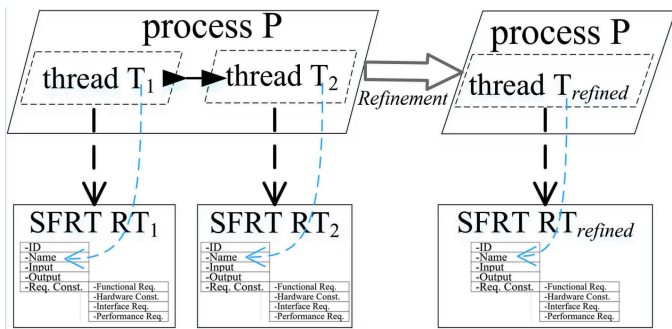 process P
thread T1
thread T2
Refinement
process P
thread Trefined
SFRT RT1
-ID
-Name
-Input
-Output
-Req. Const.
-Functional Req.
-Hardware Const.
-Interface Req.
-Performance Req.
SFRT RT2
-ID
-Name
-Input
-Output
-Req. Const.
-Functional Req.
-Hardware Const.
-Interface Req.
-Performance Req.
SFRT RTrefined
-ID
-Name
-Input
-Output
-Req. Const.
-Functional Req.
-Hardware Const.
-Interface Req.
-Performance Req.